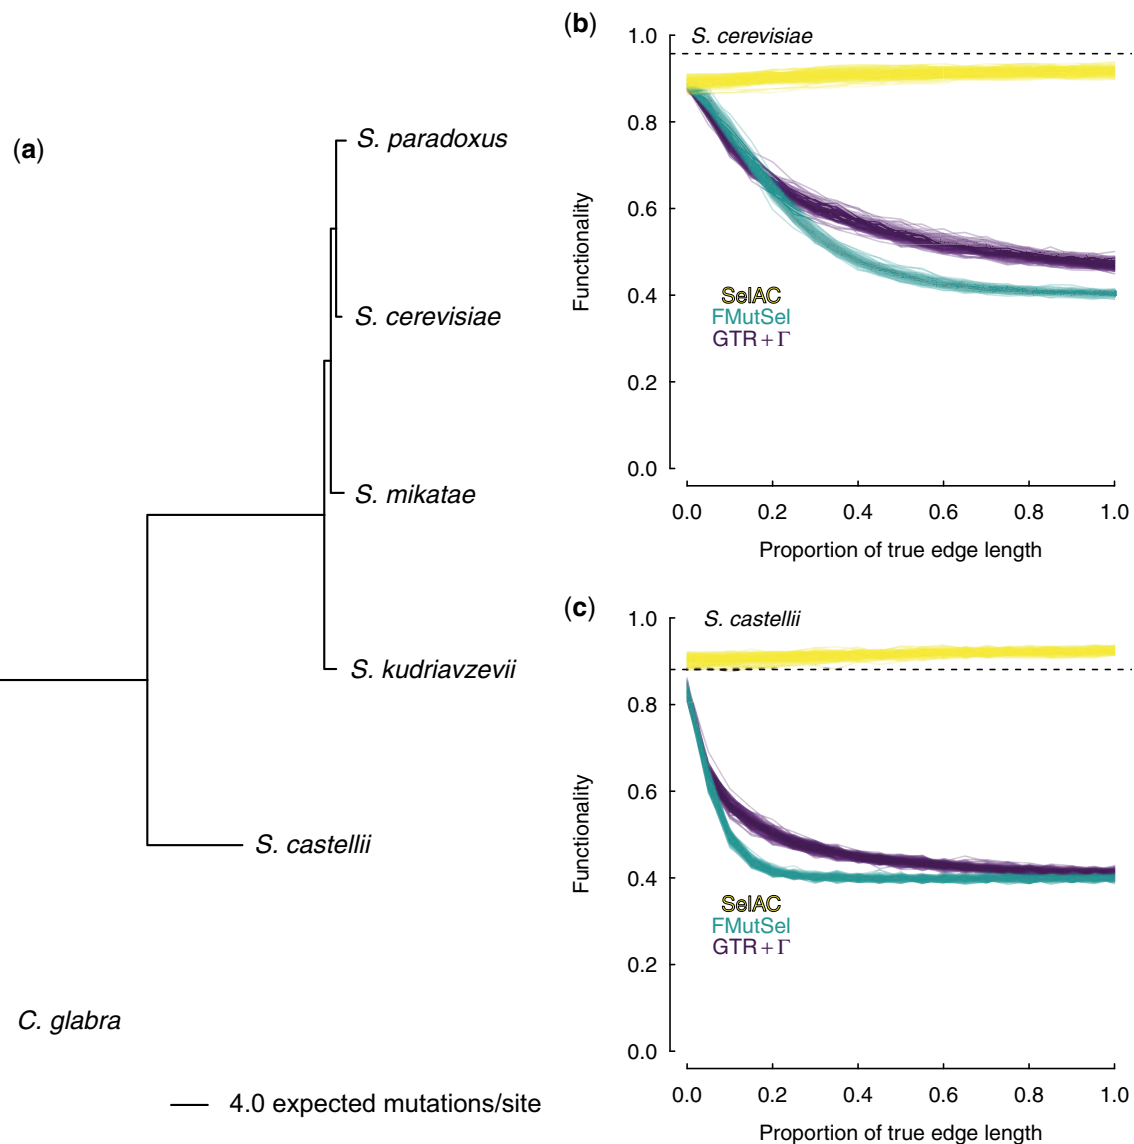 (a)
S. paradoxus
S. cerevisiae
S. mikatae
S. kudriavzevii
S. castellii
C. glabra
4.0 expected mutations/site
(b)
S. cerevisiae
1.0
0.8
0.6
0.4
0.2
0.0
Functionality
SelAC
FMutSel
GTR + Γ
0.0 0.2 0.4 0.6 0.8 1.0
Proportion of true edge length
(c)
S. castellii
1.0
0.8
0.6
0.4
0.2
0.0
Functionality
SelAC
FMutSel
GTR + Γ
0.0 0.2 0.4 0.6 0.8 1.0
Proportion of true edge length